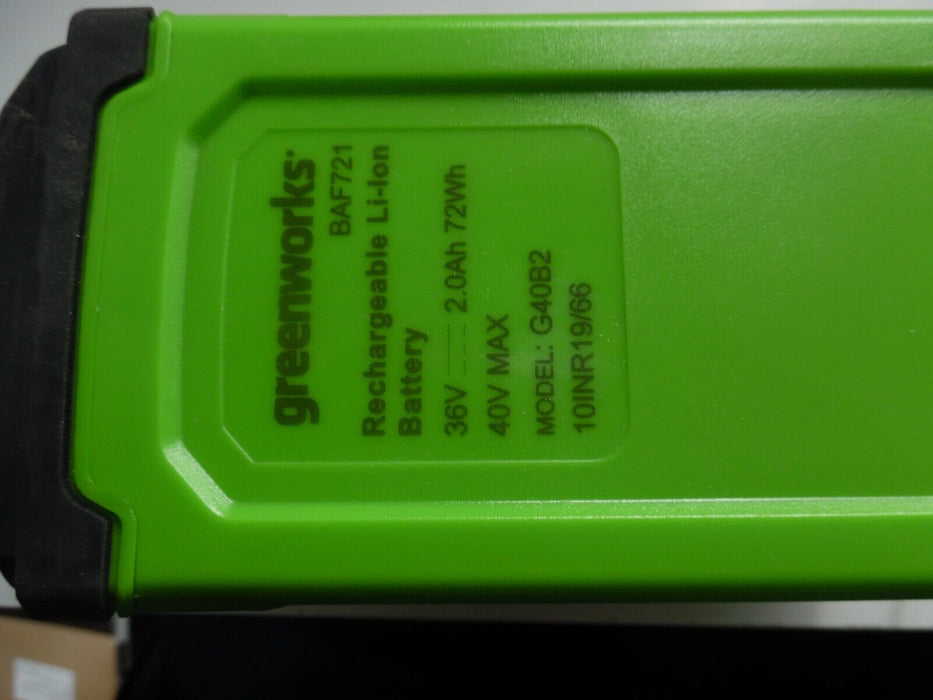 greenworks
BAF721
Rechargeable Li-Ion
Battery
36V 2.0Ah 72Wh
40V MAX
MODEL: G40B2
10INR19/66